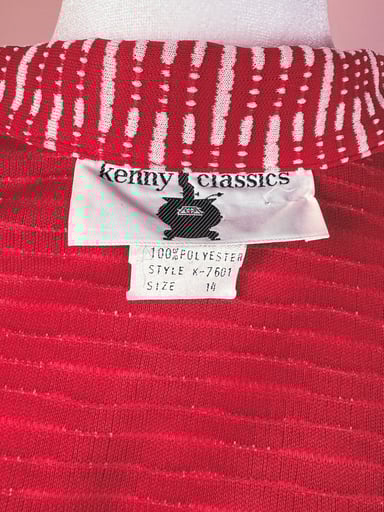 kenny classics
100% POLYESTER
STYLE X-7601
SIZE 14